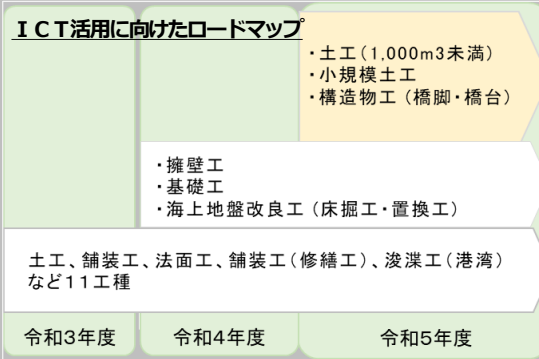 ICT活用に向けたロードマップ
・土工(1,000m3未満)
・小規模土工
・構造物工(橋脚・橋台)
・擁壁工
・基礎工
・海上地盤改良工(床掘工・置換工)
土工、舗装工、法面工、舗装工(修繕工)、浚渫工(港湾)
など11工種
令和3年度
令和4年度
令和5年度